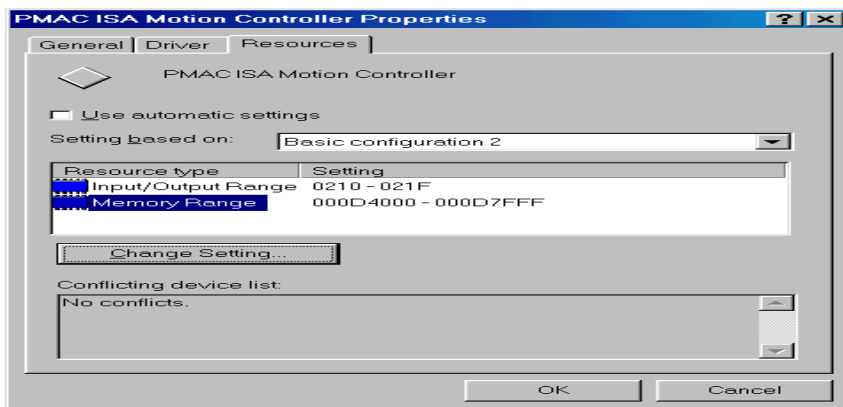 PMAC ISA Motion Controller Properties
General Driver Resources
PMAC ISA Motion Controller
Use automatic settings
Setting based on: Basic configuration 2
Resource type Setting
Input/Output Range 0210 - 021F
Memory Range 000D4000 - 000D7FFF
Change Setting...
Conflicting device list:
No conflicts.
OK Cancel